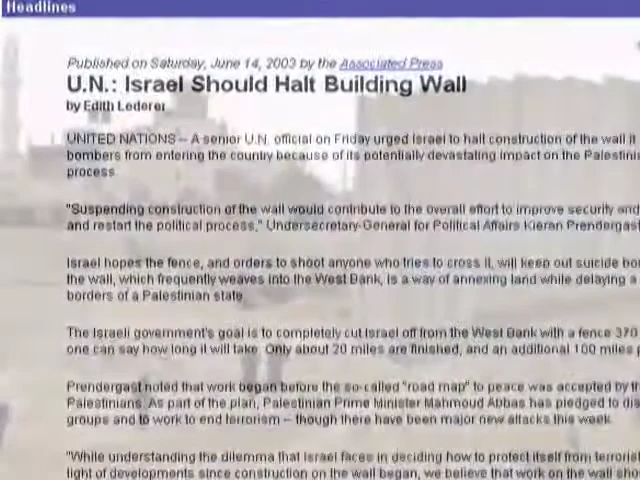 Headlines
Published on Saturday, June 14, 2003 by the Associated Press
U.N.: Israel Should Halt Building Wall
by Edith Lederer
UNITED NATIONS – A senior U.N. official on Friday urged Israel to halt construction of the wall it
bombers from entering the country because of its potentially devastating impact on the
process
"Suspending construction of the wall would contribute to the overall effort to improve security and
and restart the political process," Undersecretary-General for Political Affairs Kieran
Israel hopes the fence, and orders to shoot anyone who tries to cross it, will keep out suicide
the wall, which frequently weaves into the West Bank, is a way of annexing land while delaying a
borders of a Palestinian state
The Israeli government's goal is to completely cut Israel off from the West Bank with a fence 370
one can say how long it will take. Only about 20 miles are finished, and an additional 100 miles
Prendergast noted that work began before the so-called "road map" to peace was accepted by
Palestinians. As part of the plan, Palestinian Prime Minister Mahmoud Abbas has pledged to
groups and to work to end terrorism – though there have been major new attacks this week
"While understanding the dilemma that Israel faces in deciding how to protect itself from
light of developments since construction on the wall began, we believe that work on the wall